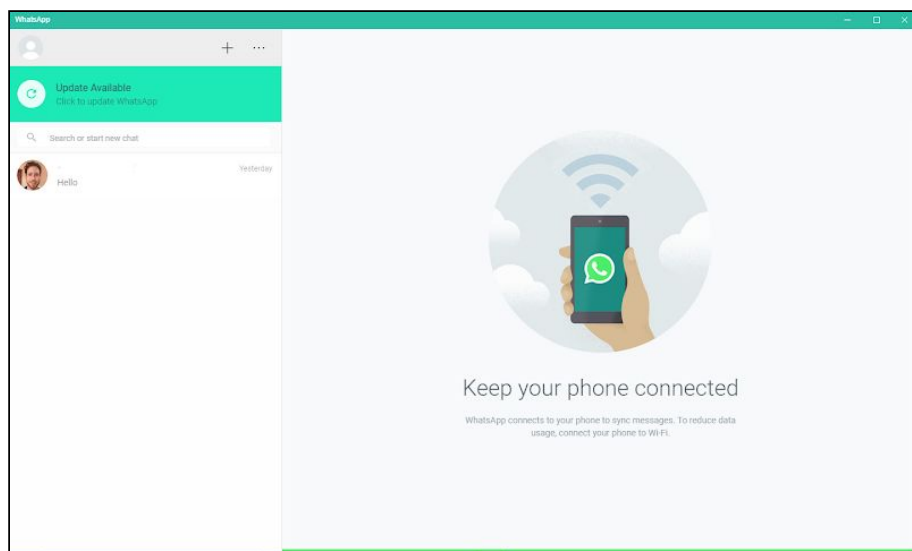 WhatsApp
Update Available
Click to update WhatsApp
Search or start new chat
Yesterday
Hello
Keep your phone connected
WhatsApp connects to your phone to sync messages. To reduce data
usage, connect your phone to Wi-Fi.